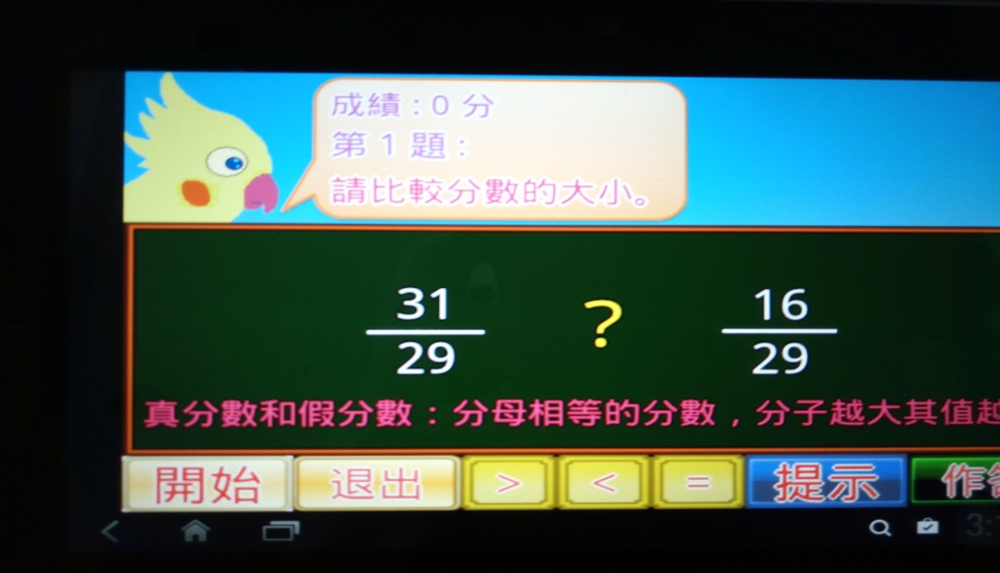 成績：0 分
第 1 題：
請比較分數的大小。
31 ? 16
29 29
真分數和假分數：分母相等的分數，分子越大其值
開始 退出 > < = 提示 作